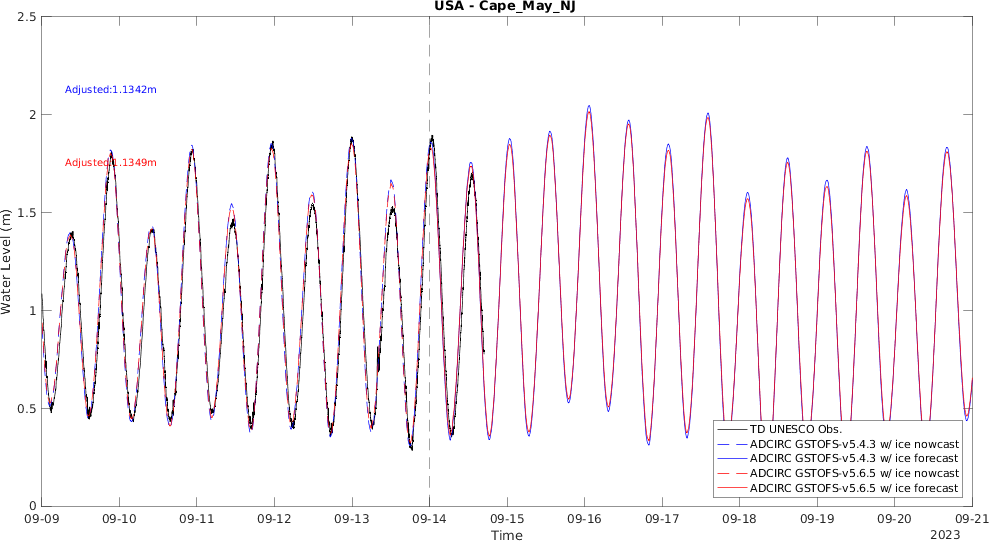 USA - Cape_May_NJ
2.5
2
1.5
1
0.5
0
Water Level (m)
Adjusted:1.1342m
Adjusted:1.1349m
TD UNESCO Obs.
ADCIRC GSTOFS-v5.4.3 w/ ice nowcast
ADCIRC GSTOFS-v5.4.3 w/ ice forecast
ADCIRC GSTOFS-v5.6.5 w/ ice nowcast
ADCIRC GSTOFS-v5.6.5 w/ ice forecast
09-09 09-10 09-11 09-12 09-13 09-14 09-15 09-16 09-17 09-18 09-19 09-20 09-21
Time
2023